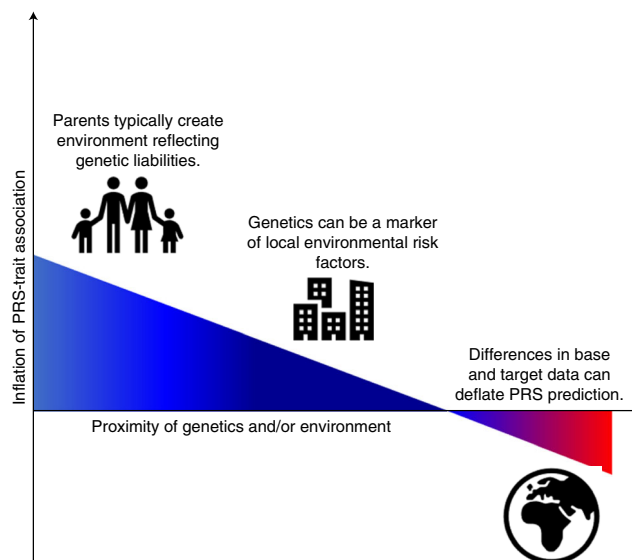 Parents typically create
environment reflecting
genetic liabilities.
Genetics can be a marker
of local environmental risk
factors.
Differences in base
and target data can
deflate PRS prediction.
Inflation of PRS-trait association
Proximity of genetics and/or environment